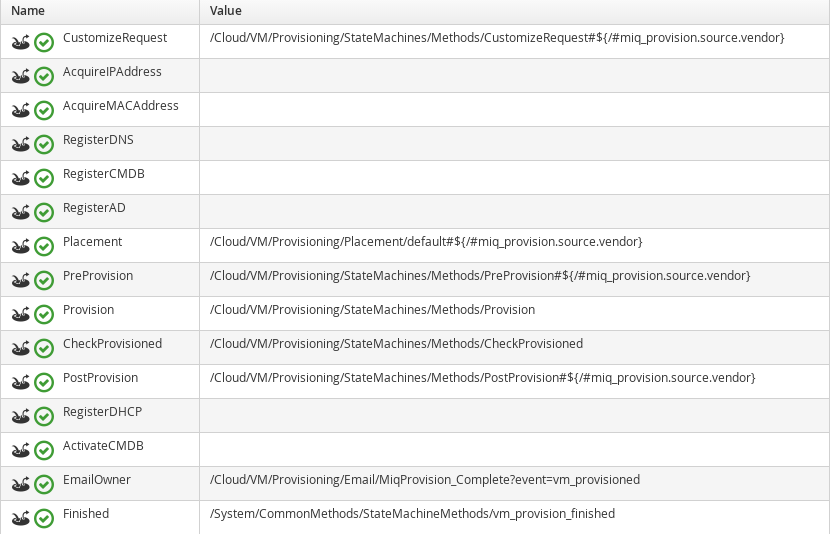 Name Value
CustomizeRequest /Cloud/VM/Provisioning/StateMachines/Methods/CustomizeRequest#${/#miq_provision.source.vendor}
AcquireIPAddress
AcquireMACAddress
RegisterDNS
RegisterCMDB
RegisterAD
Placement /Cloud/VM/Provisioning/Placement/default#${/#miq_provision.source.vendor}
PreProvision /Cloud/VM/Provisioning/StateMachines/Methods/PreProvision#${/#miq_provision.source.vendor}
Provision /Cloud/VM/Provisioning/StateMachines/Methods/Provision
CheckProvisioned /Cloud/VM/Provisioning/StateMachines/Methods/CheckProvisioned
PostProvision /Cloud/VM/Provisioning/StateMachines/Methods/PostProvision#${/#miq_provision.source.vendor}
RegisterDHCP
ActivateCMDB
EmailOwner /Cloud/VM/Provisioning/Email/MiqProvision_Complete?event=vm_provisioned
Finished /System/CommonMethods/StateMachineMethods/vm_provision_finished